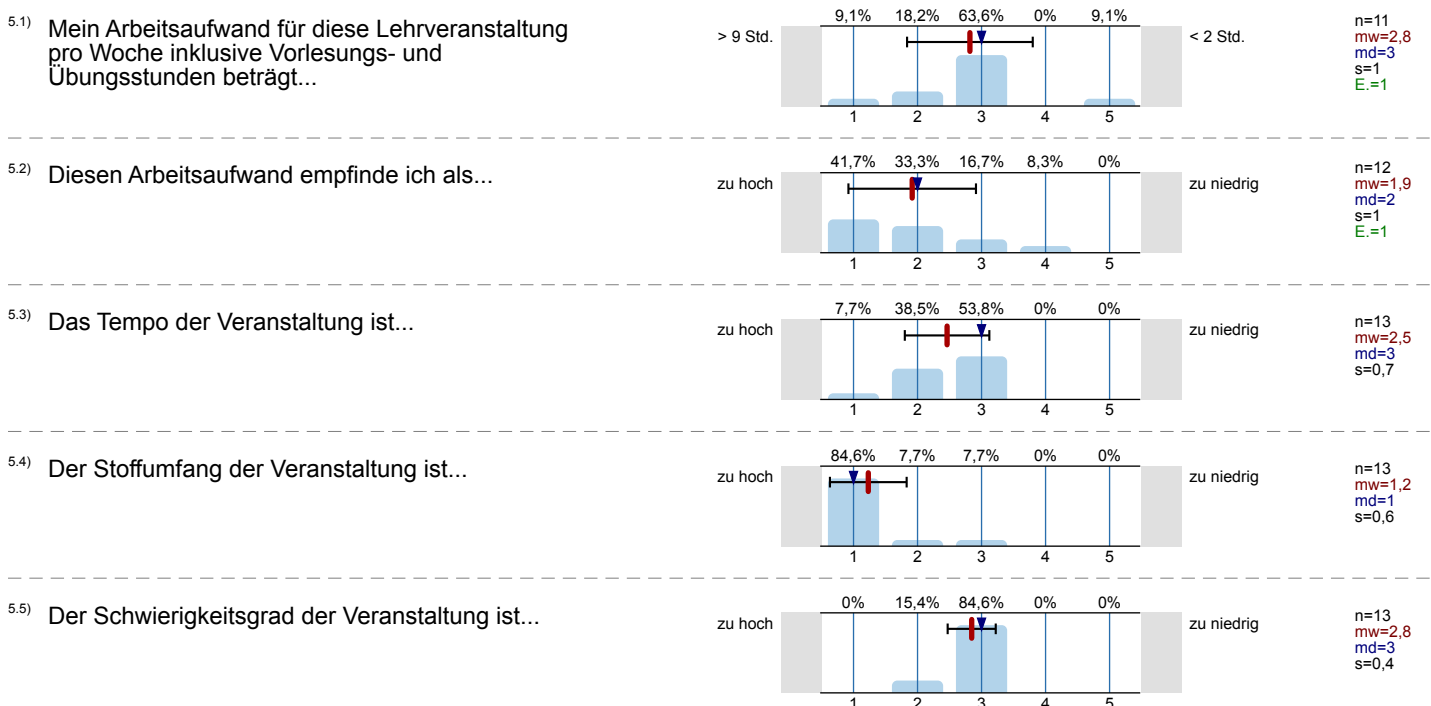 5.1) Mein Arbeitsaufwand für diese Lehrveranstaltung
pro Woche inklusive Vorlesungs- und
Übungsstunden beträgt...
> 9 Std.
9,1% 18,2% 63,6% 0% 9,1%
1 2 3 4 5
< 2 Std.
n=11
mw=2,8
md=3
s=1
E.=1
5.2) Diesen Arbeitsaufwand empfinde ich als...
zu hoch
41,7% 33,3% 16,7% 8,3% 0%
1 2 3 4 5
zu niedrig
n=12
mw=1,9
md=2
s=1
E.=1
5.3) Das Tempo der Veranstaltung ist...
zu hoch
7,7% 38,5% 53,8% 0% 0%
1 2 3 4 5
zu niedrig
n=13
mw=2,5
md=3
s=0,7
5.4) Der Stoffumfang der Veranstaltung ist...
zu hoch
84,6% 7,7% 7,7% 0% 0%
1 2 3 4 5
zu niedrig
n=13
mw=1,2
md=1
s=0,6
5.5) Der Schwierigkeitsgrad der Veranstaltung ist...
zu hoch
0% 15,4% 84,6% 0% 0%
1 2 3 4 5
zu niedrig
n=13
mw=2,8
md=3
s=0,4